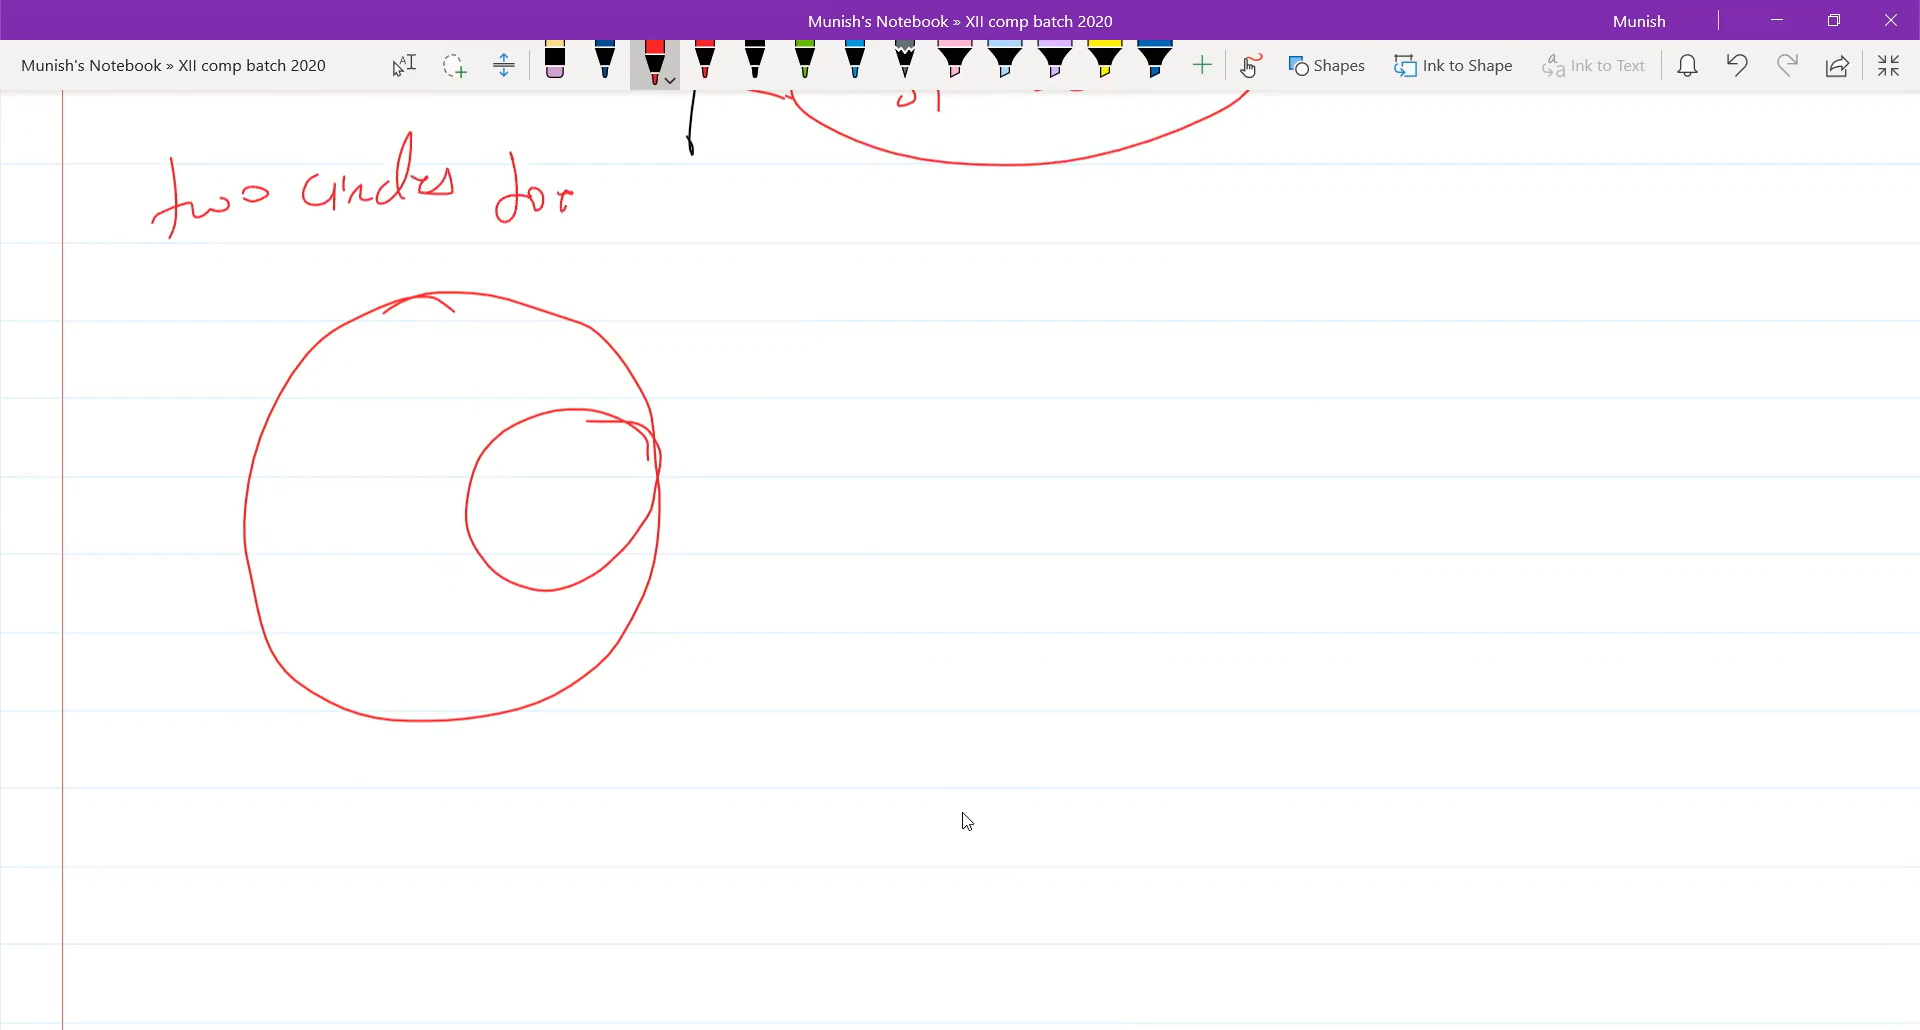 Munish's Notebook » XII comp batch 2020
Munish
Munish's Notebook » XII comp batch 2020
Shapes
Ink to Shape
Ink to Text
two circles to